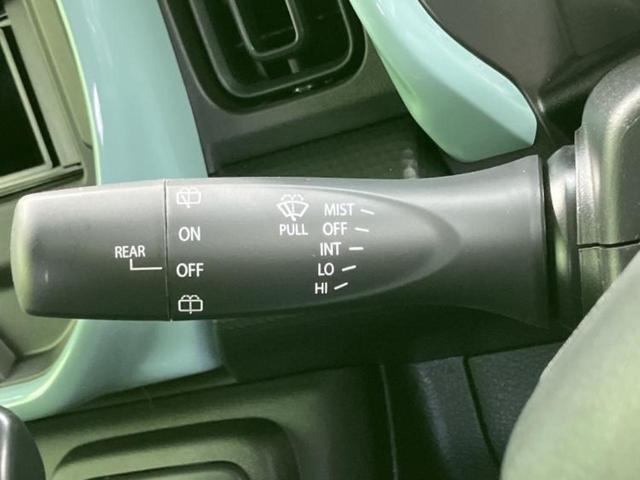 REAR
ON
OFF
PULL
MIST
OFF
INT
LO
HI